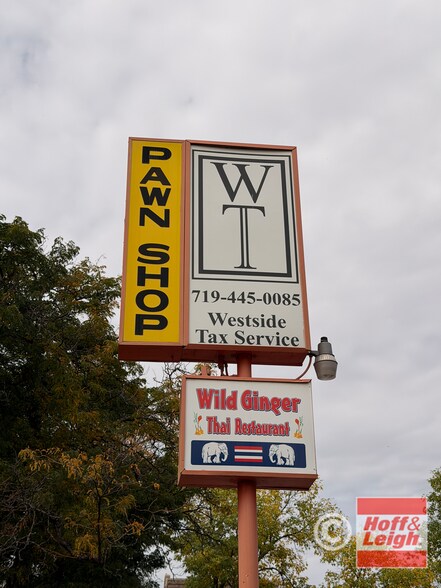 PAWN SHOP
WT
719-445-0085
Westside
Tax Service
Wild Ginger
Thai Restaurant
©
Hoff&
Leigh.